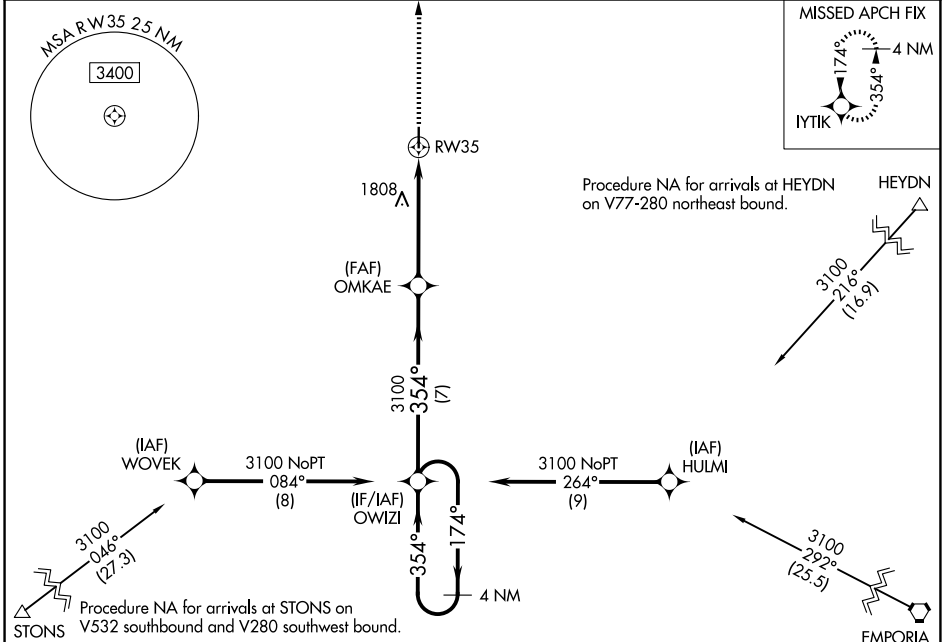 MSA RW35 25 NM
3400
MISSED APCH FIX
4 NM
174°
354°
IYTIK
RW35
1808
Procedure NA for arrivals at HEYDN
on V77-280 northeast bound.
HEYDN
3100
216°
(16.9)
(FAF)
OMKAE
3100
354°
(7)
(IAF)
WOVEK
3100 NoPT
084°
(8)
(IF/IAF)
OWIZI
3100 NoPT
264°
(9)
(IAF)
HULMI
354°
174°
4 NM
3100
046°
(27.3)
STONS
Procedure NA for arrivals at STONS on
V532 southbound and V280 southwest bound.
3100
292°
(25.5)
EMPORIA